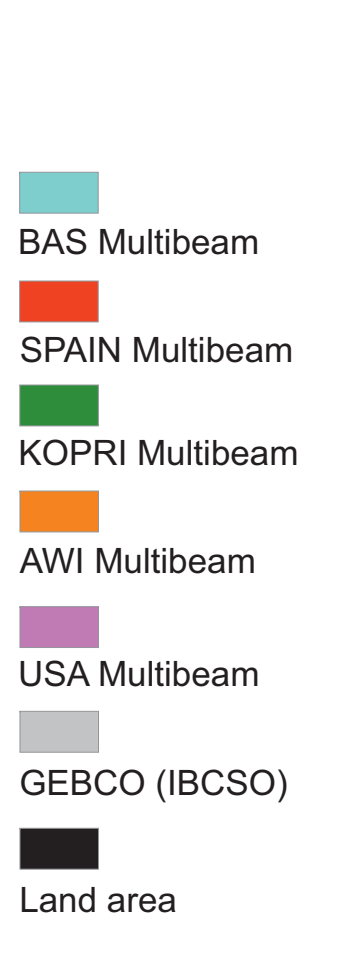 BAS Multibeam
SPAIN Multibeam
KOPRI Multibeam
AWI Multibeam
USA Multibeam
GEBCO (IBCSO)
Land area